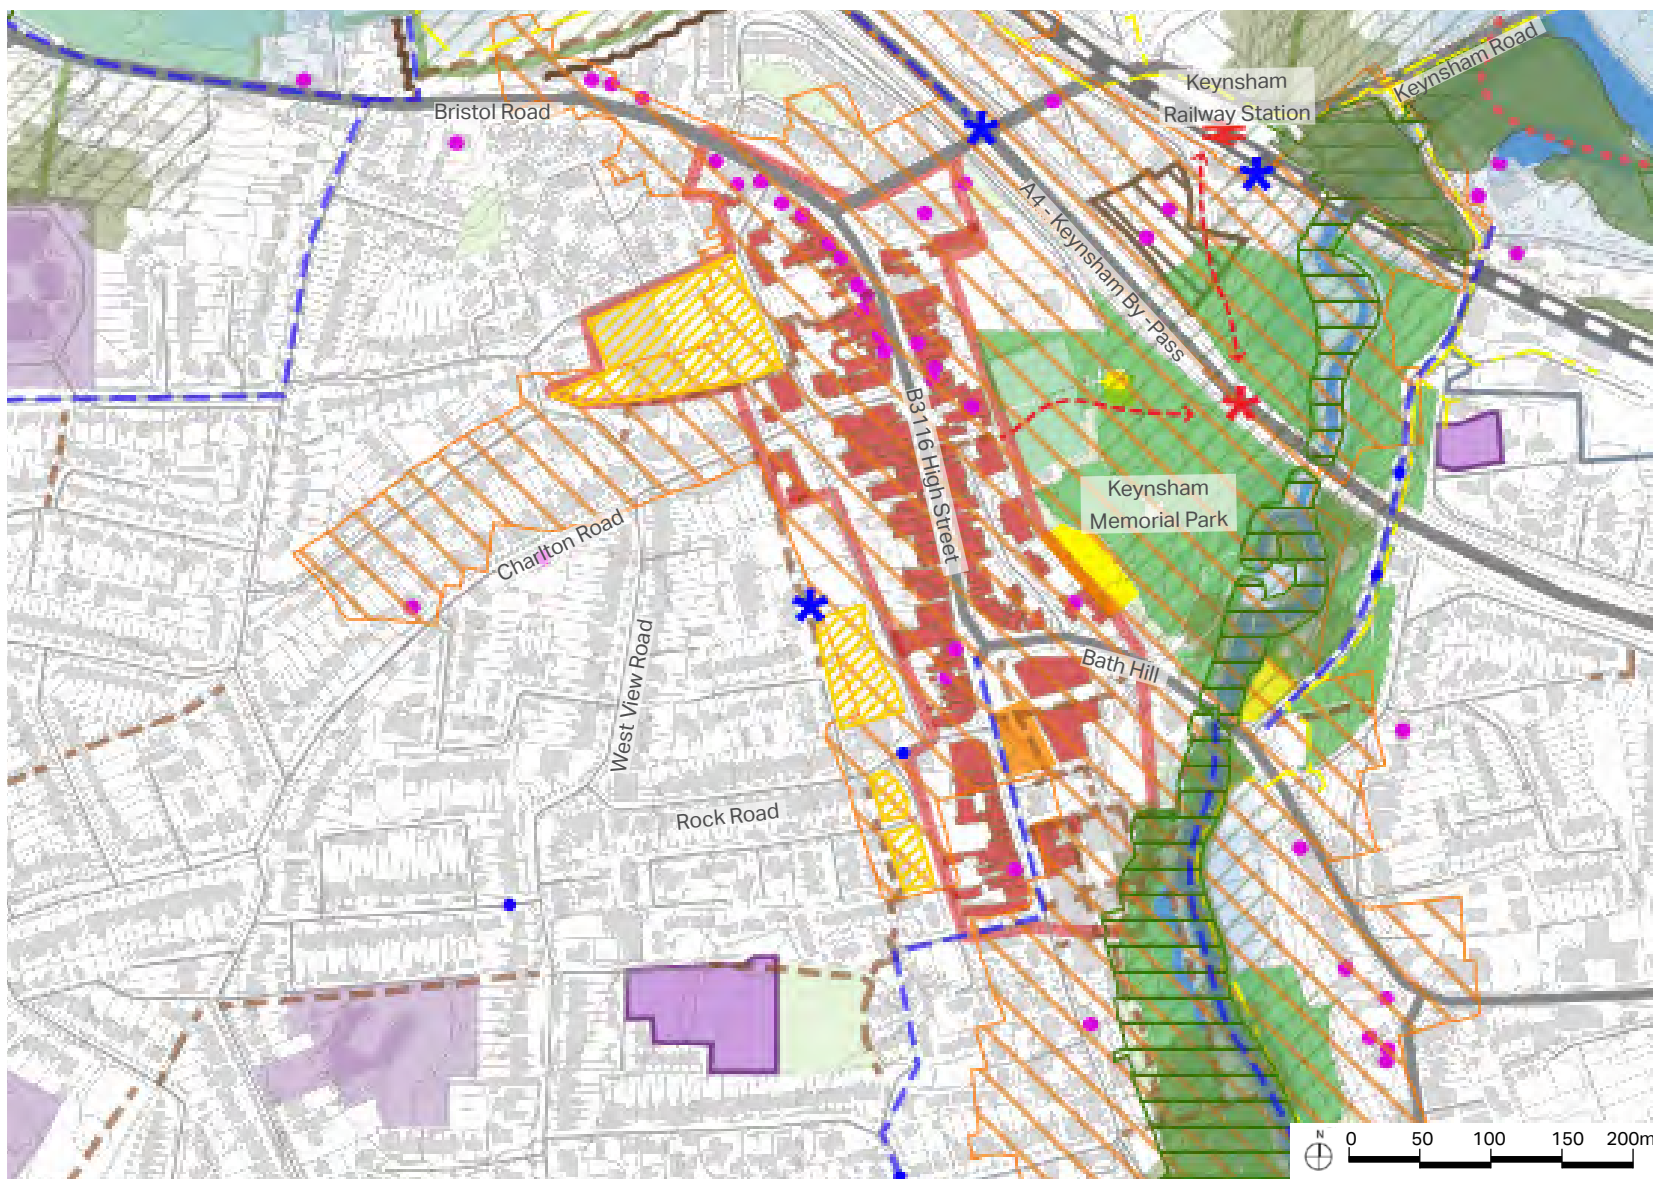 Keynsham Road
Keynsham
Railway Station
Bristol Road
A4 - Keynsham By -Pass
B3116 High Street
Keynsham
Memorial Park
Charlton Road
West View Road
Bath Hill
Rock Road
N
0 50 100 150 200m